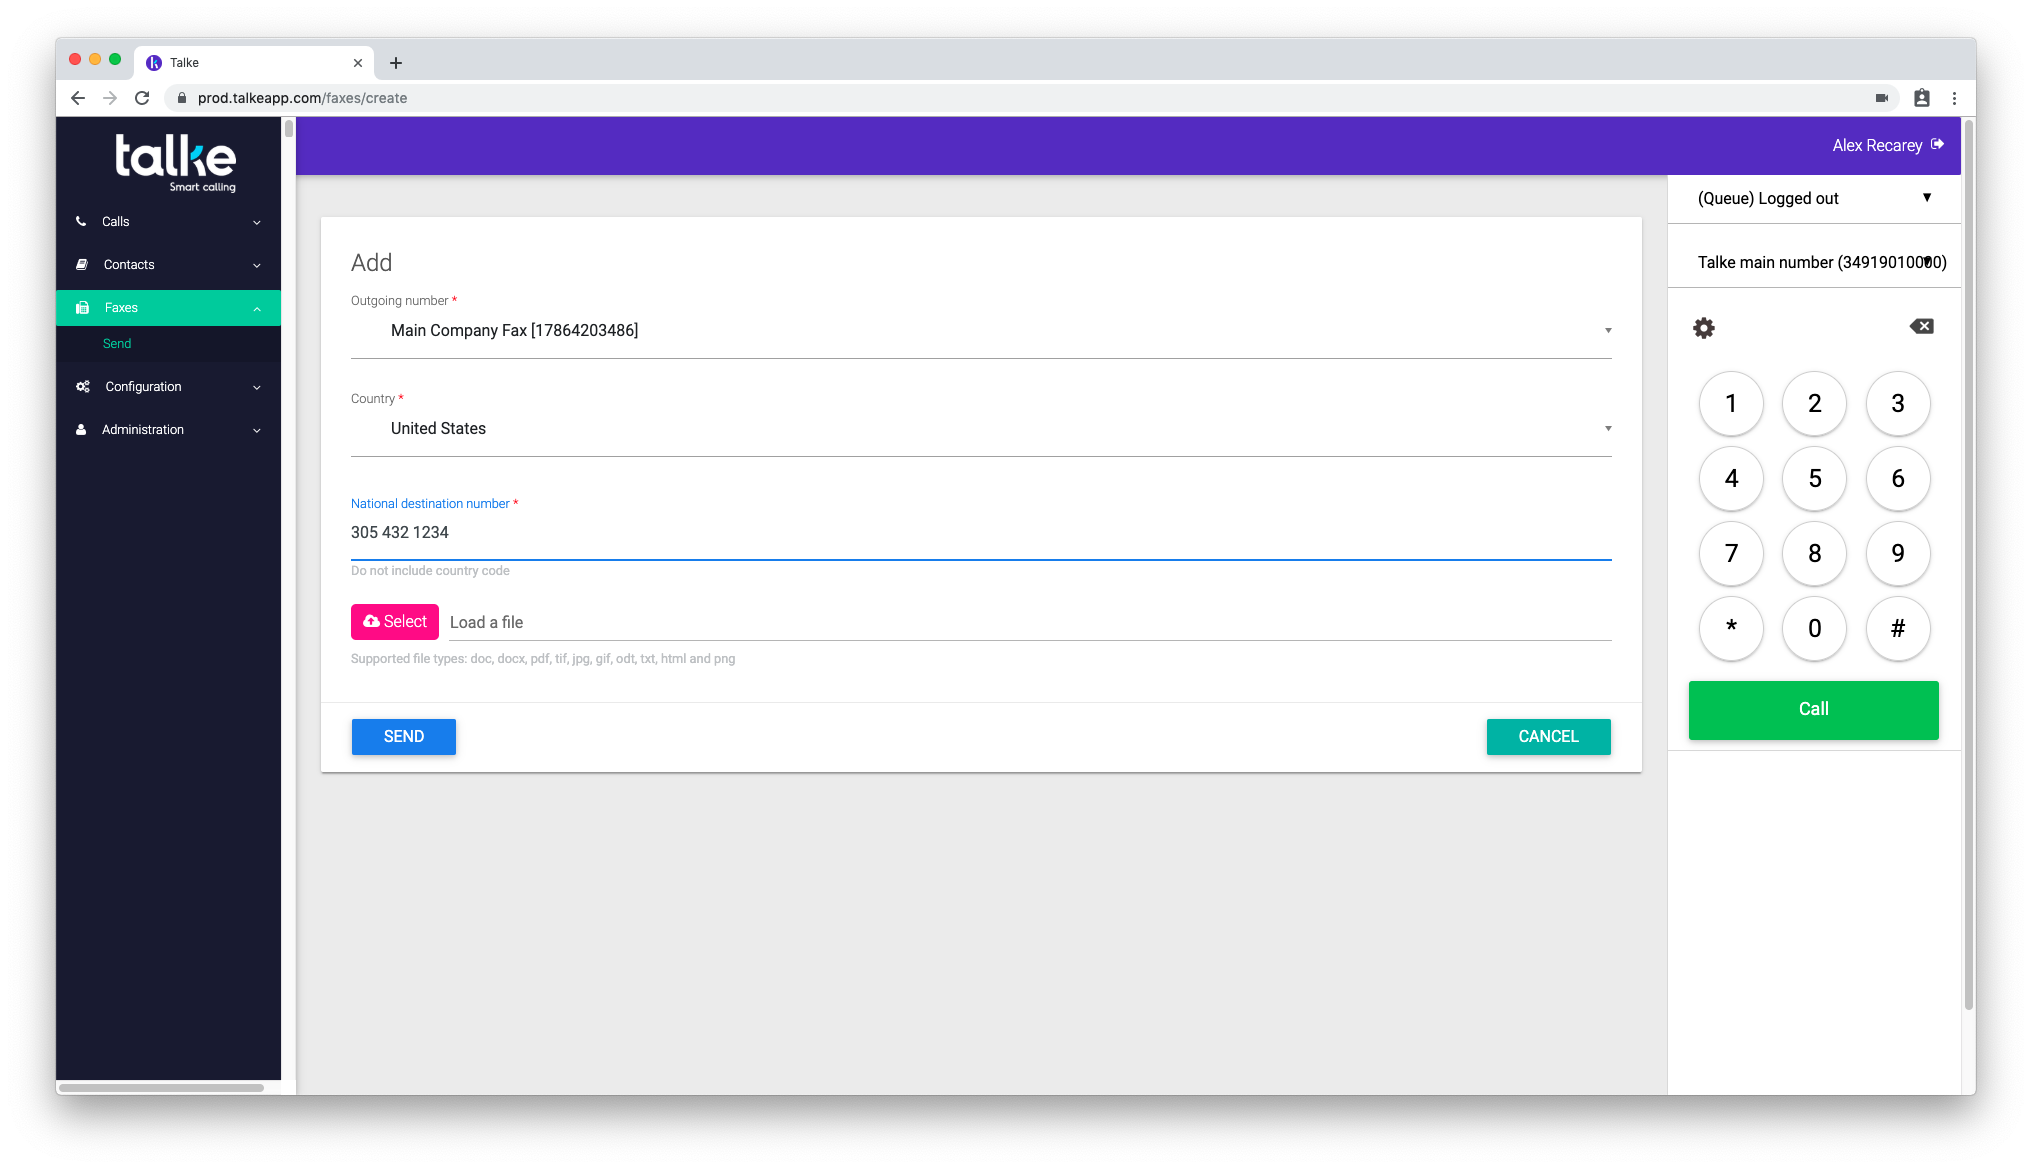 Talke
prod.talkeapp.com/faxes/create
talke
Smart calling
Alex Recarey
Calls
Contacts
Faxes
Send
Configuration
Administration
Add
Outgoing number *
Main Company Fax [17864203486]
Country *
United States
National destination number *
305 432 1234
Do not include country code
Select Load a file
Supported file types: doc, docx, pdf, tif, jpg, gif, odt, txt, html and png
SEND CANCEL
(Queue) Logged out
Talke main number (34919010000)
1 2 3
4 5 6
7 8 9
* 0 #
Call